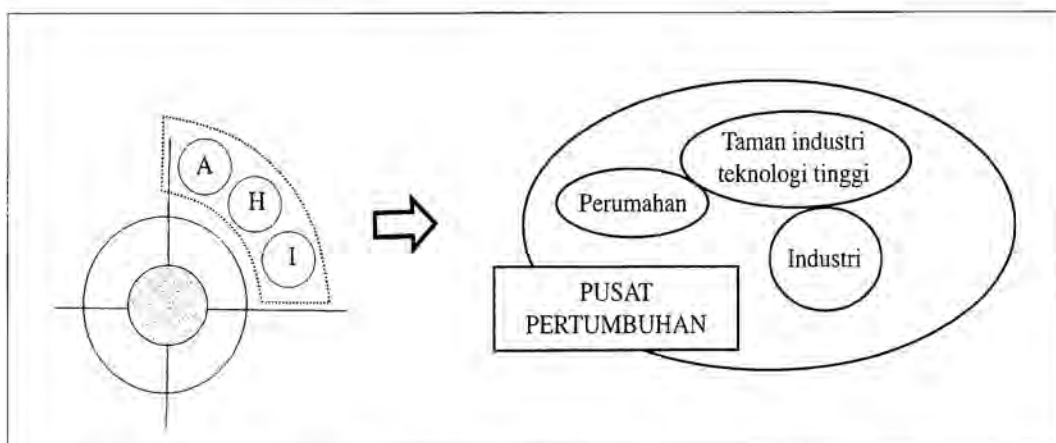 A
H
I
Taman industri
teknologi tinggi
Perumahan
Industri
PUSAT
PERTUMBUHAN